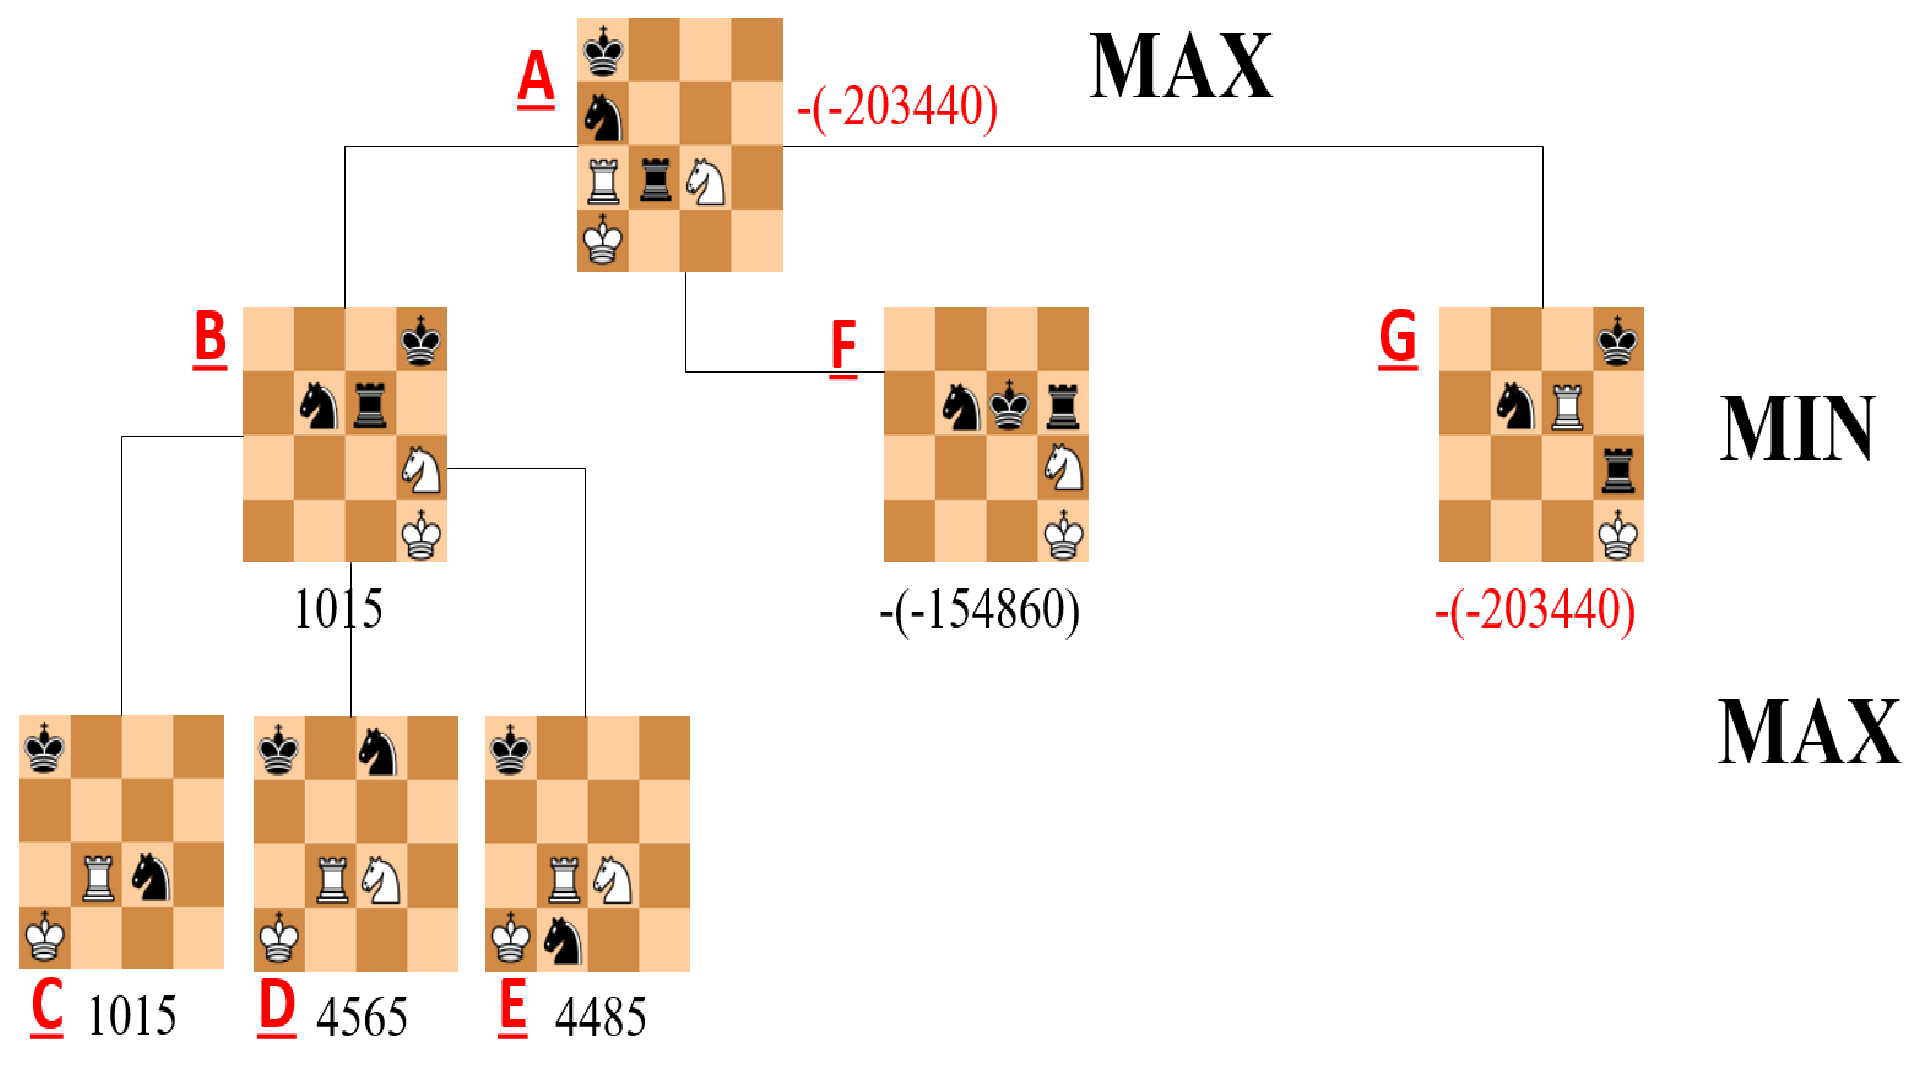 MAX
A
-(-203440)
B
F
G
MIN
1015
-(-154860)
-(-203440)
MAX
C 1015
D 4565
E 4485